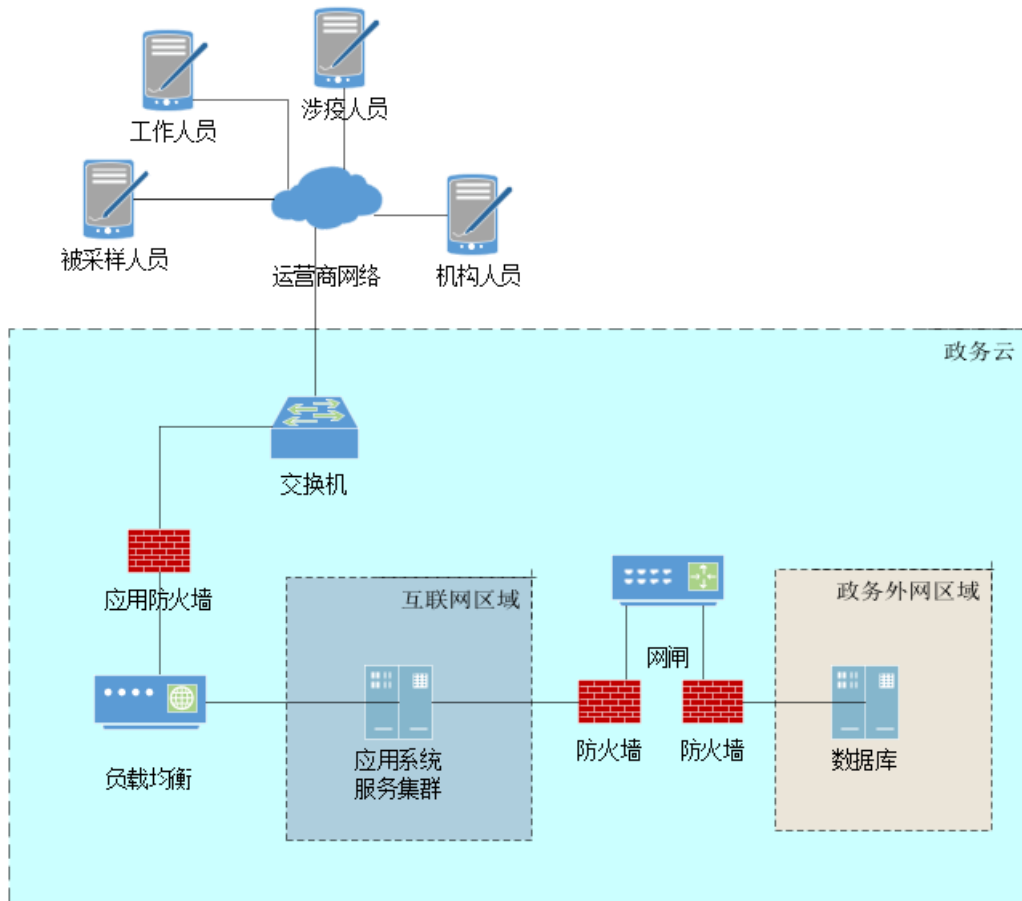 涉疫人员
工作人员
被采样人员
运营商网络
机构人员
政务云
交换机
应用防火墙
互联网区域
政务外网区域
网闸
负载均衡
应用系统
服务集群
防火墙
防火墙
数据库